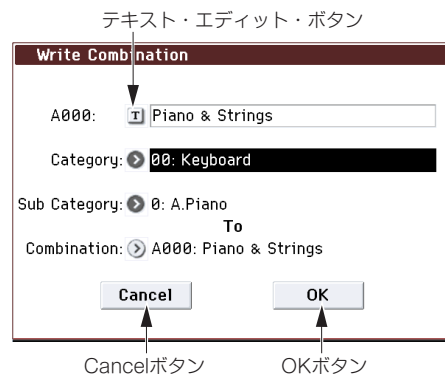 テキスト・エディット・ボタン
Write Combination
A000: T Piano & Strings
Category: 00: Keyboard
Sub Category: 0: A.Piano
To
Combination: A000: Piano & Strings
Cancel OK
Cancelボタン OKボタン